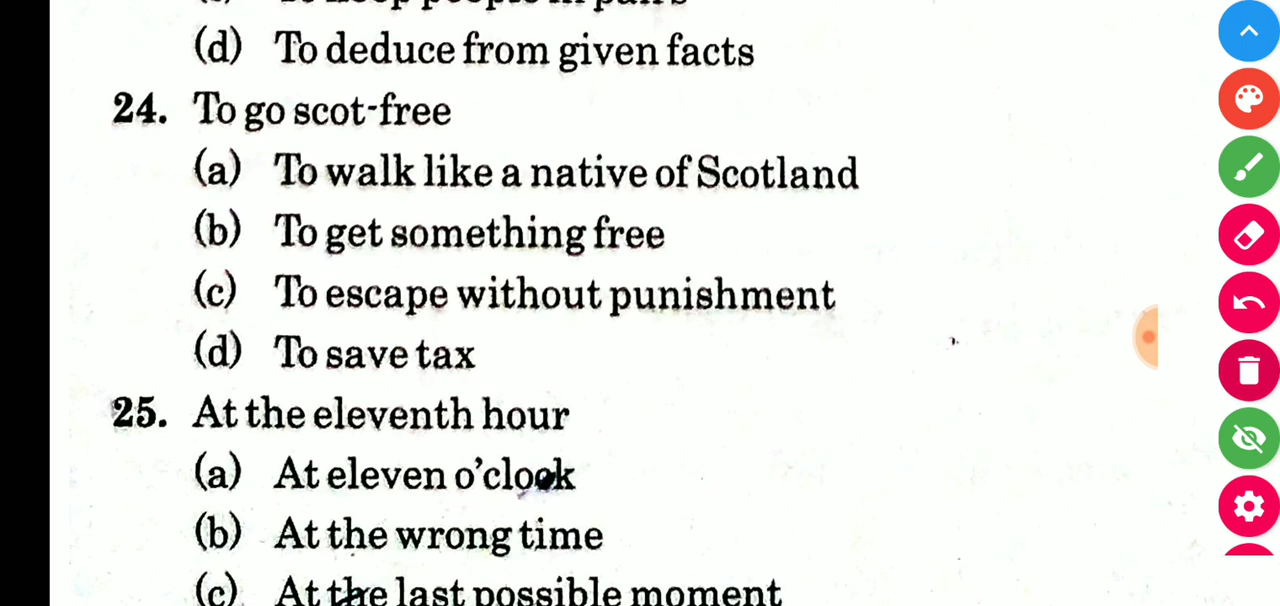 (d) To deduce from given facts
24. To go scot-free
(a) To walk like a native of Scotland
(b) To get something free
(c) To escape without punishment
(d) To save tax
25. At the eleventh hour
(a) At eleven o'clock
(b) At the wrong time
(c) At the last possible moment